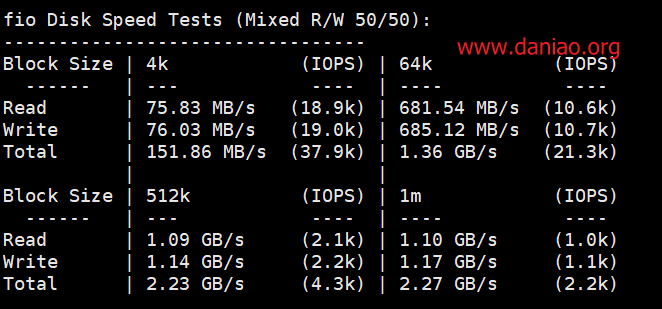 fio Disk Speed Tests (Mixed R/W 50/50):
---------------------------------
www.daniao.org
Block Size | 4k            (IOPS) | 64k           (IOPS)
  ------   | ---            ---- | ----           ----
Read       | 75.83 MB/s   (18.9k) | 681.54 MB/s  (10.6k)
Write      | 76.03 MB/s   (19.0k) | 685.12 MB/s  (10.7k)
Total      | 151.86 MB/s  (37.9k) | 1.36 GB/s    (21.3k)
           |                      |
Block Size | 512k          (IOPS) | 1m            (IOPS)
  ------   | ---            ---- | ----           ----
Read       | 1.09 GB/s     (2.1k) | 1.10 GB/s     (1.0k)
Write      | 1.14 GB/s     (2.2k) | 1.17 GB/s     (1.1k)
Total      | 2.23 GB/s     (4.3k) | 2.27 GB/s     (2.2k)